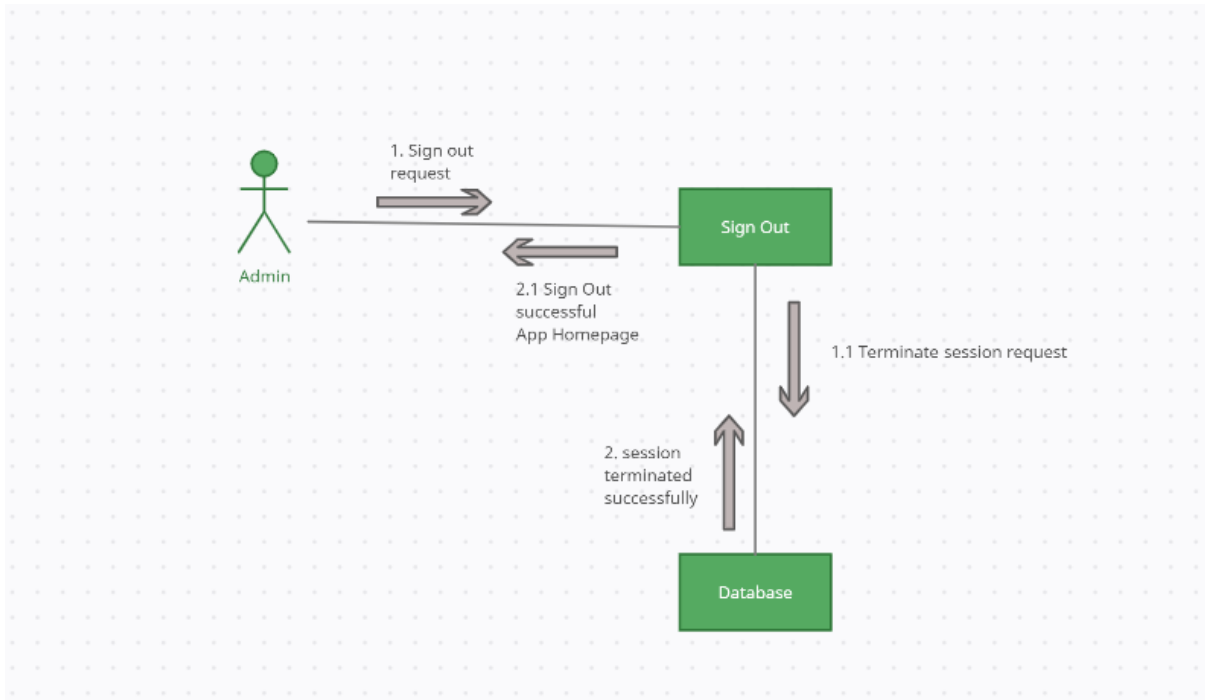 1. Sign out
request
Sign Out
Admin
2.1 Sign Out
successful
App Homepage
1.1 Terminate session request
2. session
terminated
successfully
Database